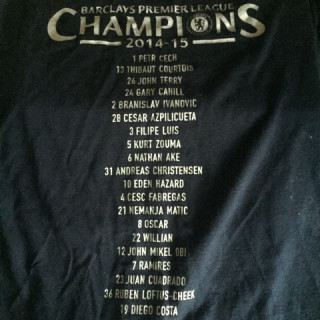 BARCLAYS PREMIER LEAGUE
CHAMPIONS
2014-15
1 PETR CECH
13 THIBAUT COURTOIS
26 JOHN TERRY
24 GARY CAHILL
2 BRANISLAV IVANOVIC
28 CESAR AZPILICUETA
3 FILIPE LUIS
5 KURT ZOUMA
6 NATHAN AKE
31 ANDREAS CHRISTENSEN
10 EDEN HAZARD
4 CESC FABREGAS
21 NEMANJA MATIC
8 OSCAR
22 WILLIAN
12 JOHN MIKEL OBI
7 RAMIRES
23 JUAN CUADRADO
36 RUBEN LOFTUS-CHEEK
19 DIEGO COSTA